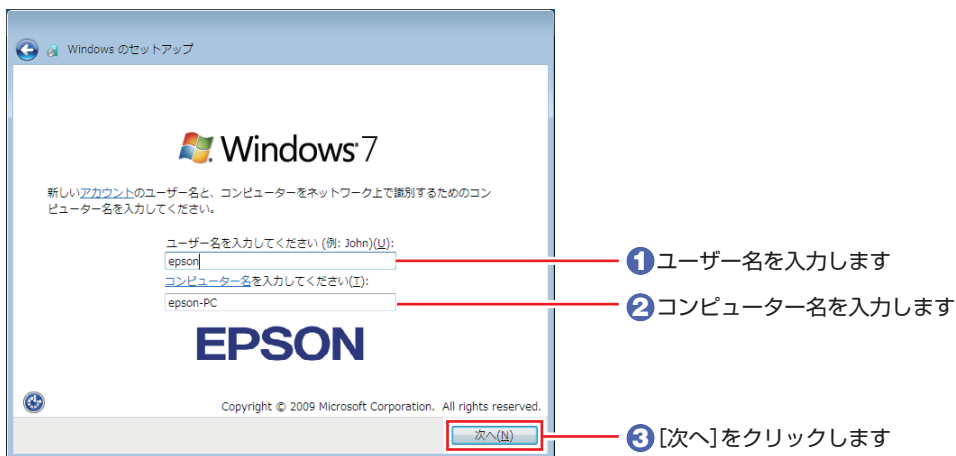 Windows のセットアップ
Windows 7
新しいアカウントのユーザー名と、コンピューターをネットワーク上で識別するためのコン
ピューター名を入力してください。
ユーザー名を入力してください (例: John)(U):
epson
❶ユーザー名を入力します
コンピューター名を入力してください(T):
epson-PC
❷コンピューター名を入力します
EPSON
Copyright © 2009 Microsoft Corporation. All rights reserved.
次へ(N)
❸[次へ]をクリックします